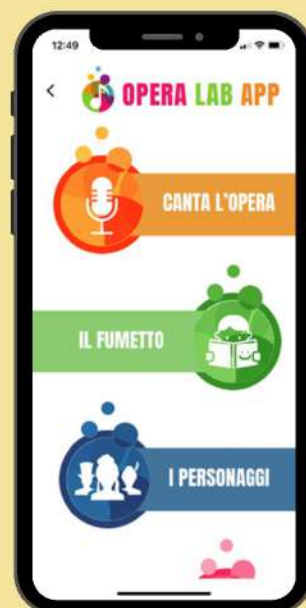 12:49
OPERA LAB APP
CANTA L'OPERA
IL FUMETTO
I PERSONAGGI